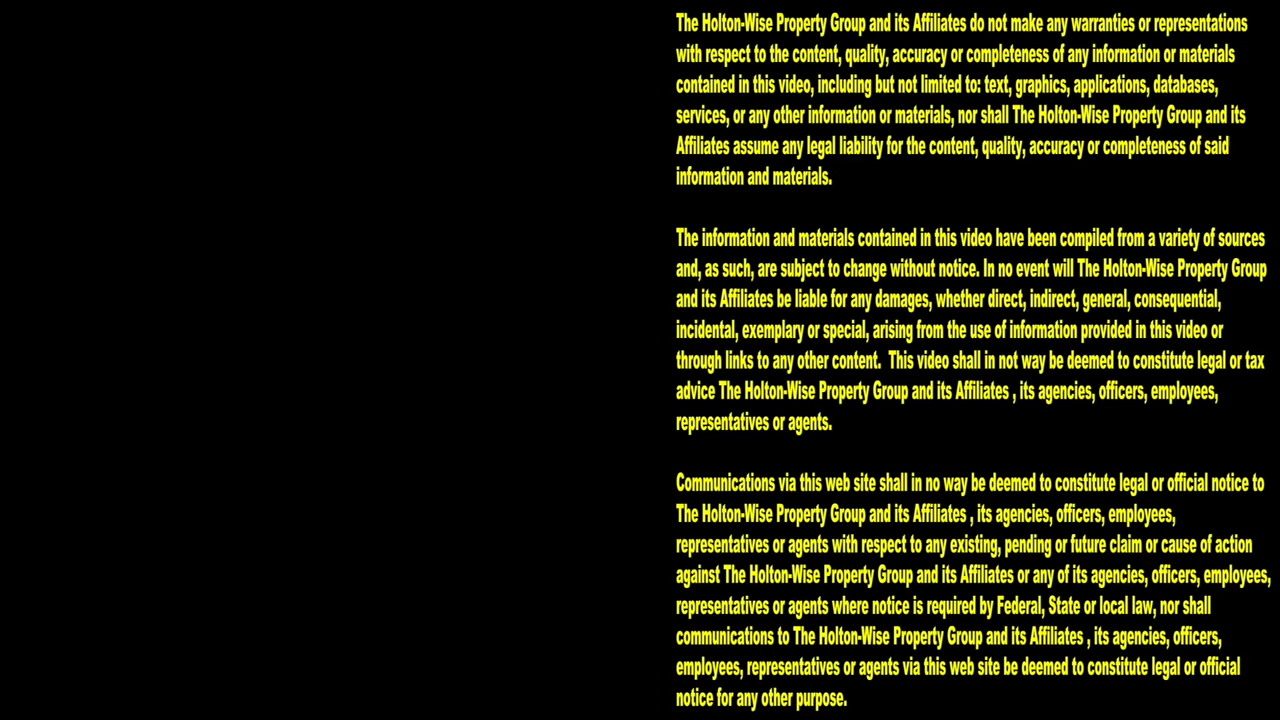 The Holton-Wise Property Group and its Affiliates do not make any warranties or representations
with respect to the content, quality, accuracy or completeness of any information or materials
contained in this video, including but not limited to: text, graphics, applications, databases,
services, or any other information or materials, nor shall The Holton-Wise Property Group and its
Affiliates assume any legal liability for the content, quality, accuracy or completeness of said
information and materials.
The information and materials contained in this video have been compiled from a variety of sources
and, as such, are subject to change without notice. In no event will The Holton-Wise Property Group
and its Affiliates be liable for any damages, whether direct, indirect, general, consequential,
incidental, exemplary or special, arising from the use of information provided in this video or
through links to any other content.  This video shall in not way be deemed to constitute legal or tax
advice The Holton-Wise Property Group and its Affiliates , its agencies, officers, employees,
representatives or agents.
Communications via this web site shall in no way be deemed to constitute legal or official notice to
The Holton-Wise Property Group and its Affiliates , its agencies, officers, employees,
representatives or agents with respect to any existing, pending or future claim or cause of action
against The Holton-Wise Property Group and its Affiliates or any of its agencies, officers, employees,
representatives or agents where notice is required by Federal, State or local law, nor shall
communications to The Holton-Wise Property Group and its Affiliates , its agencies, officers,
employees, representatives or agents via this web site be deemed to constitute legal or official
notice for any other purpose.